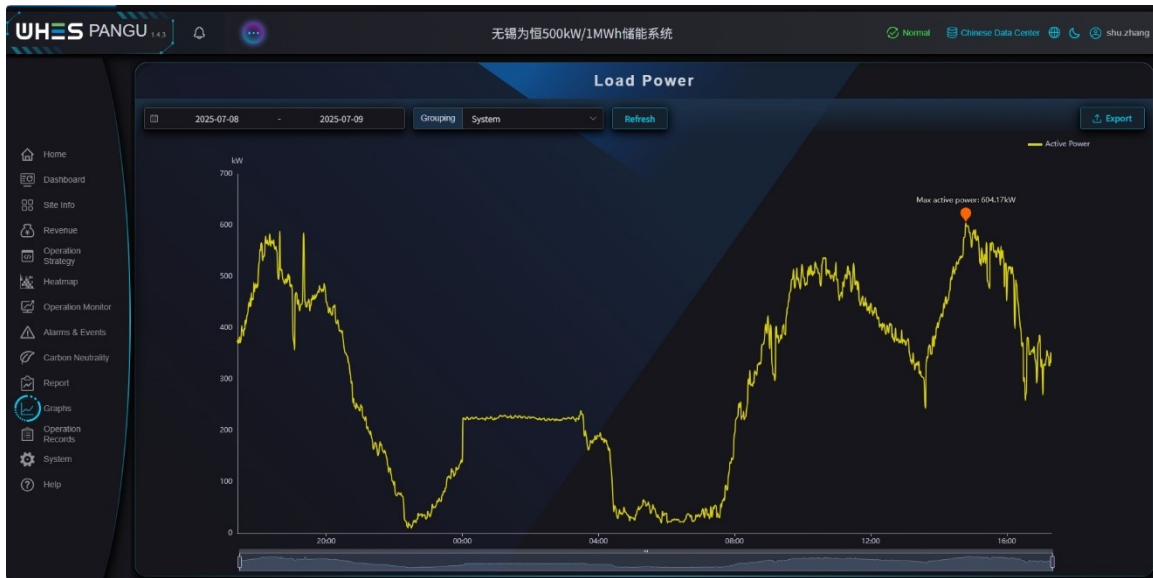 WHES PANGU 1.4.3
无锡为恒500kW/1MWh储能系统
Normal
Chinese Data Center
shu.zhang
Load Power
2025-07-08 - 2025-07-09
Grouping System
Refresh
Export
Home
Dashboard
Site Info
Revenue
Operation
Strategy
Heatmap
Operation Monitor
Alarms & Events
Carbon Neutrality
Report
Graphs
Operation
Records
System
Help
Active Power
kW
Max active power: 604.17kW
700
600
500
400
300
200
100
0
20:00 00:00 04:00 08:00 12:00 16:00